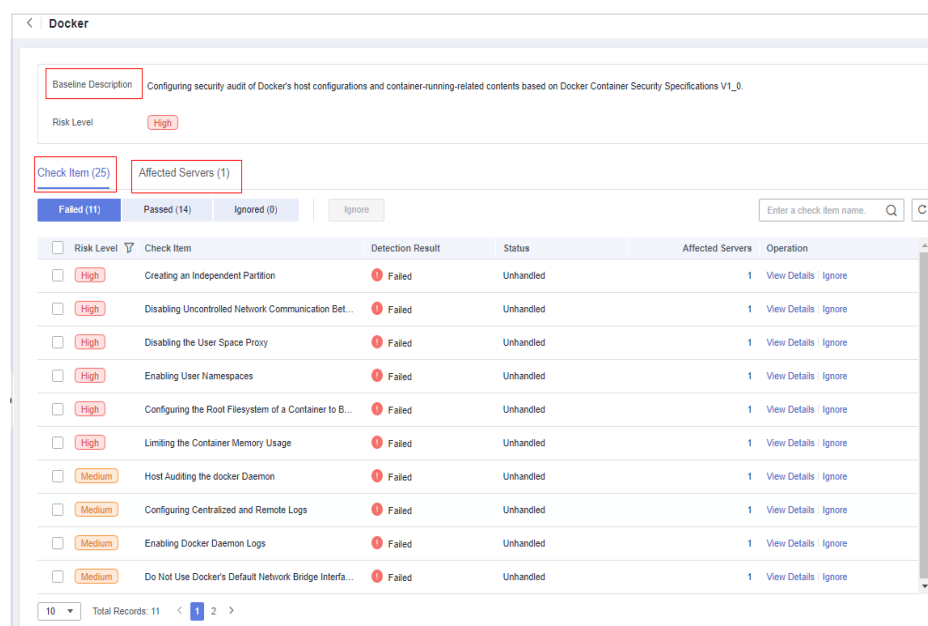 Docker
Baseline Description Configuring security audit of Docker's host configurations and container-running-related contents based on Docker Container Security Specifications V1_0.
Risk Level High
Check Item (25) Affected Servers (1)
Failed (11) Passed (14) Ignored (0) Ignore Enter a check item name.
Risk Level Check Item Detection Result Status Affected Servers Operation
High Creating an Independent Partition Failed Unhandled 1 View Details Ignore
High Disabling Uncontrolled Network Communication Bet... Failed Unhandled 1 View Details Ignore
High Disabling the User Space Proxy Failed Unhandled 1 View Details Ignore
High Enabling User Namespaces Failed Unhandled 1 View Details Ignore
High Configuring the Root Filesystem of a Container to B... Failed Unhandled 1 View Details Ignore
High Limiting the Container Memory Usage Failed Unhandled 1 View Details Ignore
Medium Host Auditing the docker Daemon Failed Unhandled 1 View Details Ignore
Medium Configuring Centralized and Remote Logs Failed Unhandled 1 View Details Ignore
Medium Enabling Docker Daemon Logs Failed Unhandled 1 View Details Ignore
Medium Do Not Use Docker's Default Network Bridge Interfa... Failed Unhandled 1 View Details Ignore
10 Total Records: 11 < 1 2 >